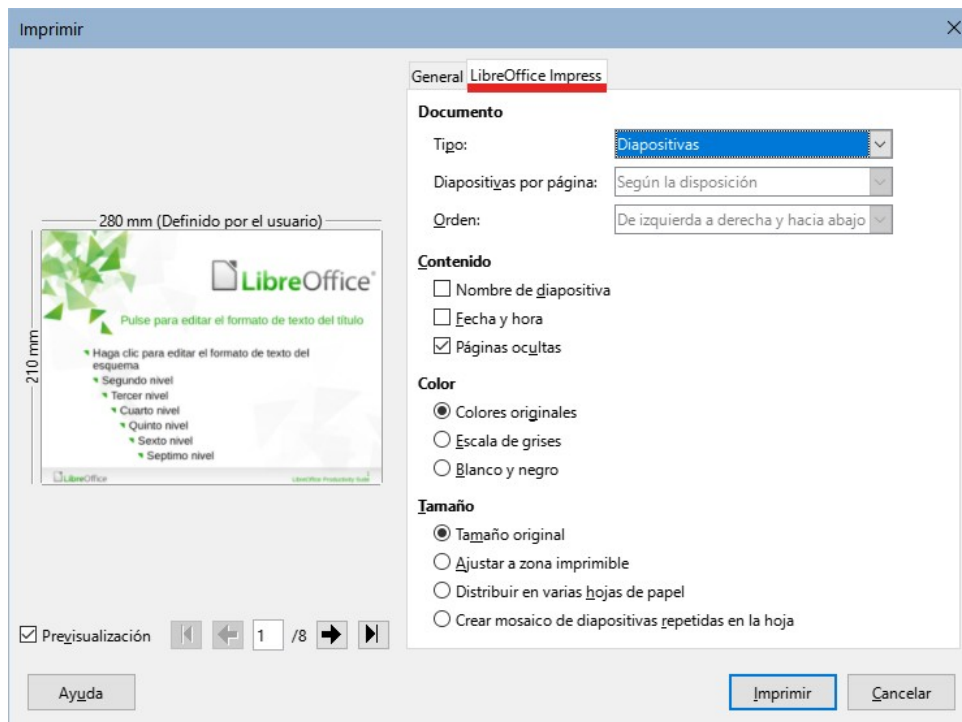 Imprimir
General LibreOffice Impress
Documento
Tipo: Diapositivas
Diapositivas por página: Según la disposición
Orden: De izquierda a derecha y hacia abajo
Contenido
Nombre de diapositiva
Fecha y hora
Páginas ocultas
Color
Colores originales
Escala de grises
Blanco y negro
Tamaño
Tamaño original
Ajustar a zona imprimible
Distribuir en varias hojas de papel
Crear mosaico de diapositivas repetidas en la hoja
280 mm (Definido por el usuario)
210 mm
LibreOffice
Pulse para editar el formato de texto del título
Haga clic para editar el formato de texto del
esquema
Segundo nivel
Tercer nivel
Cuarto nivel
Quinto nivel
Sexto nivel
Septimo nivel
LibreOffice LibreOffice Productivity Suite
Previsualización 1 /8
Ayuda Imprimir Cancelar